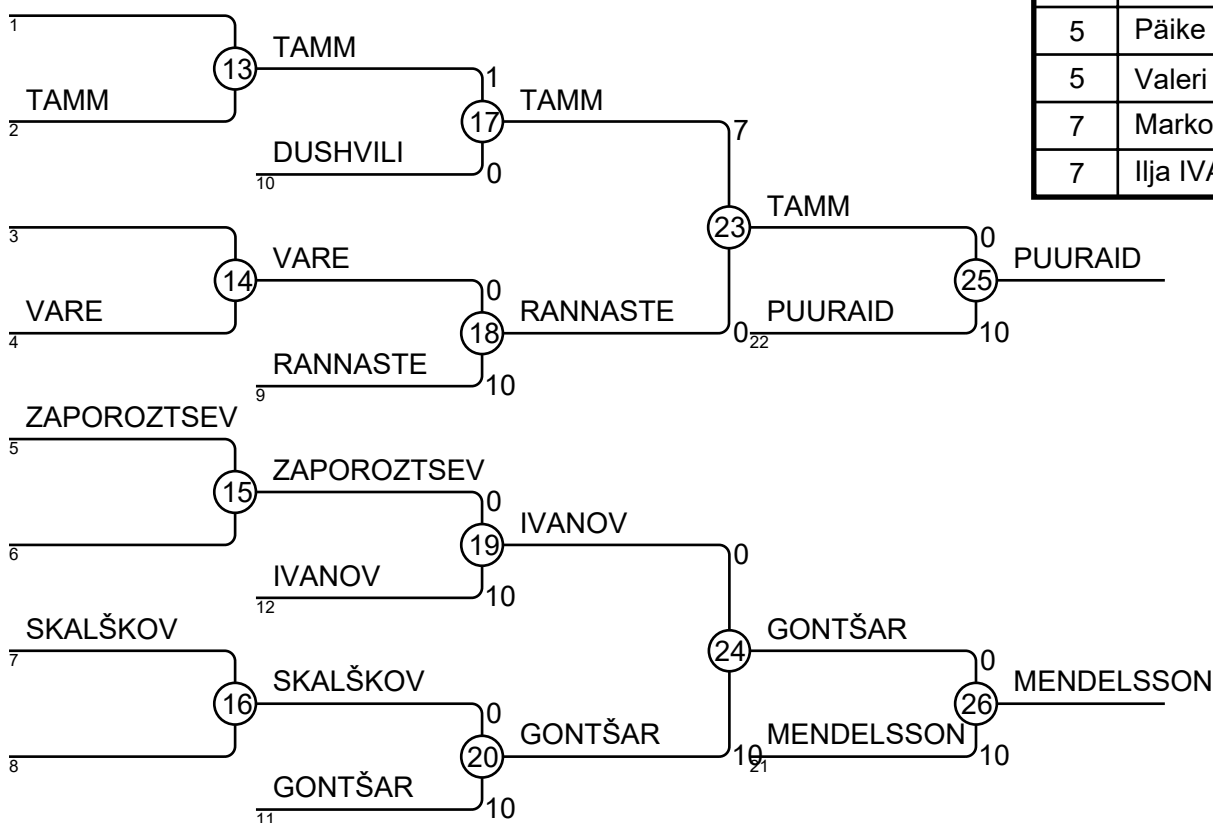 1
5 Päike
TAMM
13
1
TAMM
TAMM
5 Valeri
2
17
7
DUSHVILI
7 Marko
10
0
7 Ilja IVA
TAMM
3
23
0
VARE
PUURAID
14
0
25
VARE
RANNASTE
PUURAID
4
18
0
22
10
RANNASTE
9
10
ZAPOROZTSEV
5
ZAPOROZTSEV
15
0
IVANOV
6
19
0
IVANOV
12
10
SKALŠKOV
GONTŠAR
7
24
0
SKALŠKOV
MENDELSSON
16
0
26
GONTŠAR
MENDELSSON
8
20
10
21
10
GONTŠAR
11
10